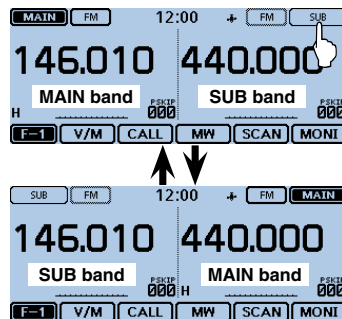 MAIN FM 12:00 FM SUB
146.010 440.000
MAIN band SUB band
PSKIP PSKIP
H 000 000
F-1 V/M CALL MW SCAN MONI
SUB FM 12:00 FM MAIN
146.010 440.000
SUB band MAIN band
PSKIP PSKIP
000 H 000
F-1 V/M CALL MW SCAN MONI